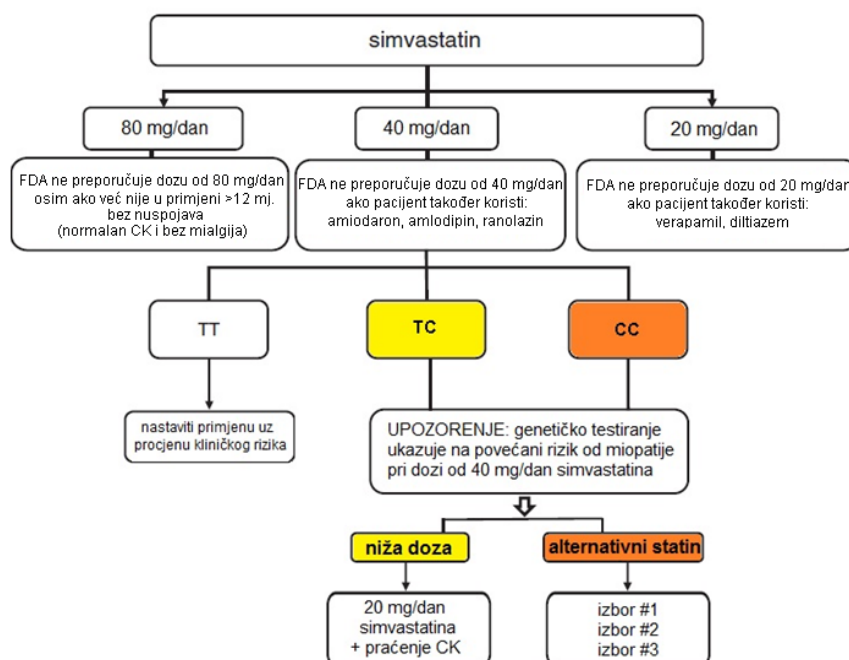 simvastatin
80 mg/dan
40 mg/dan
20 mg/dan
FDA ne preporučuje dozu od 80 mg/dan
osim ako već nije u primjeni >12 mj.
bez nuspojava
(normalan CK i bez mialgija)
FDA ne preporučuje dozu od 40 mg/dan
ako pacijent također koristi:
amiodaron, amlodipin, ranolazin
FDA ne preporučuje dozu od 20 mg/dan
ako pacijent također koristi:
verapamil, diltiazem
TT
TC
CC
nastaviti primjenu uz
procjenu kliničkog rizika
UPOZORENJE: genetičko testiranje
ukazuje na povećani rizik od miopatije
pri dozi od 40 mg/dan simvastatina
niža doza
alternativni statin
20 mg/dan
simvastatina
+ praćenje CK
izbor #1
izbor #2
izbor #3